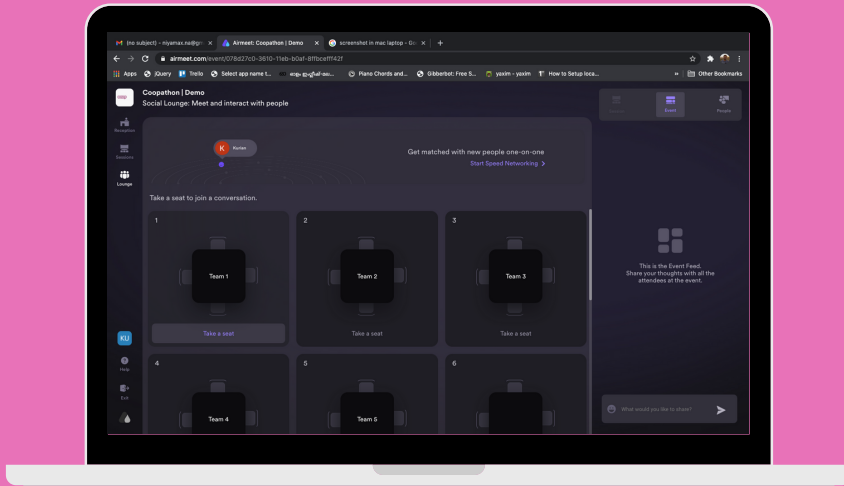 (no subject) - niyamax.na@gm
Airmeet: Coopathon | Demo
screenshot in mac laptop - Goo
airmeet.com/event/078d27c0-3610-11eb-b0af-8ffbcefff42f
Apps
jQuery
Trello
Select app name t...
Piano Chords and...
Gibberbot: Free S...
yaxim - yaxim
How to Setup loca...
Other Bookmarks
Coopathon | Demo
Social Lounge: Meet and interact with people
Event
People
Reception
Sessions
Lounge
K Kurian
Get matched with new people one-on-one
Start Speed Networking >
Take a seat to join a conversation.
1
2
3
Team 1
Team 2
Team 3
Take a seat
Take a seat
Take a seat
4
5
6
Team 4
Team 5
This is the Event Feed.
Share your thoughts with all the
attendees at the event.
What would you like to share?
KU
Help
Exit